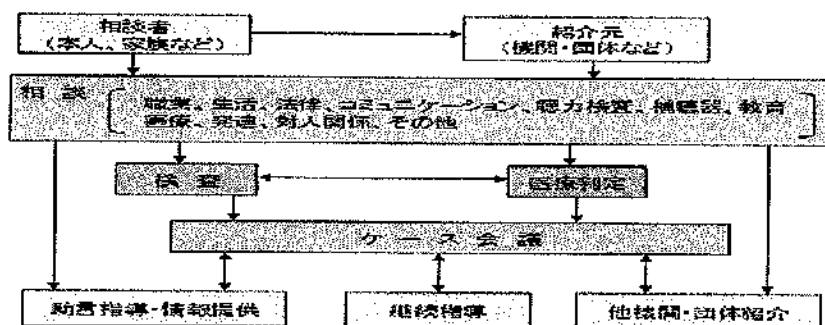 相談者
(本人、家族など)
紹介元
(機関・団体など)
相談
職業、生活、法律、コミュニケーション、聴力検査、補聴器、教育
医療、発達、対人関係、その他
検査
医療判定
ケース会議
助言指導・情報提供
継続指導
他機関・団体紹介